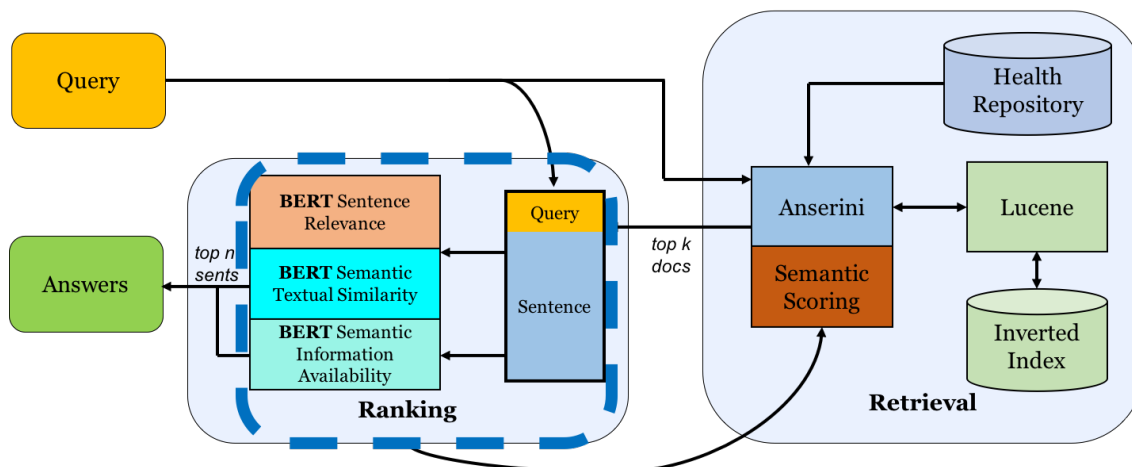 Query
Health
Repository
BERT Sentence
Relevance
Query
Anserini
Lucene
top n
sents
top k
docs
Answers
BERT Semantic
Textual Similarity
Sentence
Semantic
Scoring
BERT Semantic
Information
Availability
Inverted
Index
Ranking
Retrieval